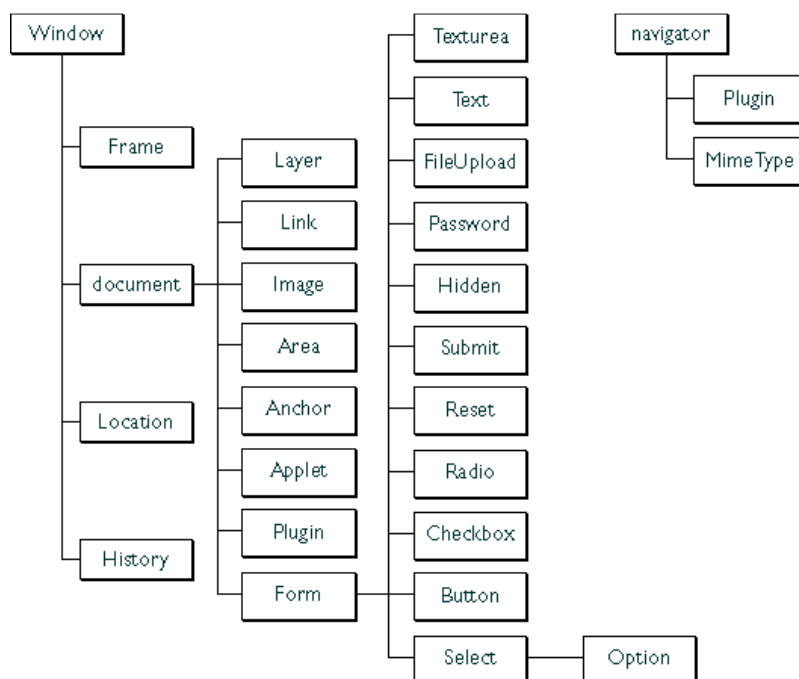 Window
Frame
document
Location
History
Layer
Link
Image
Area
Anchor
Applet
Plugin
Form
Texturea
Text
FileUpload
Password
Hidden
Submit
Reset
Radio
Checkbox
Button
Select
Option
navigator
Plugin
MimeType